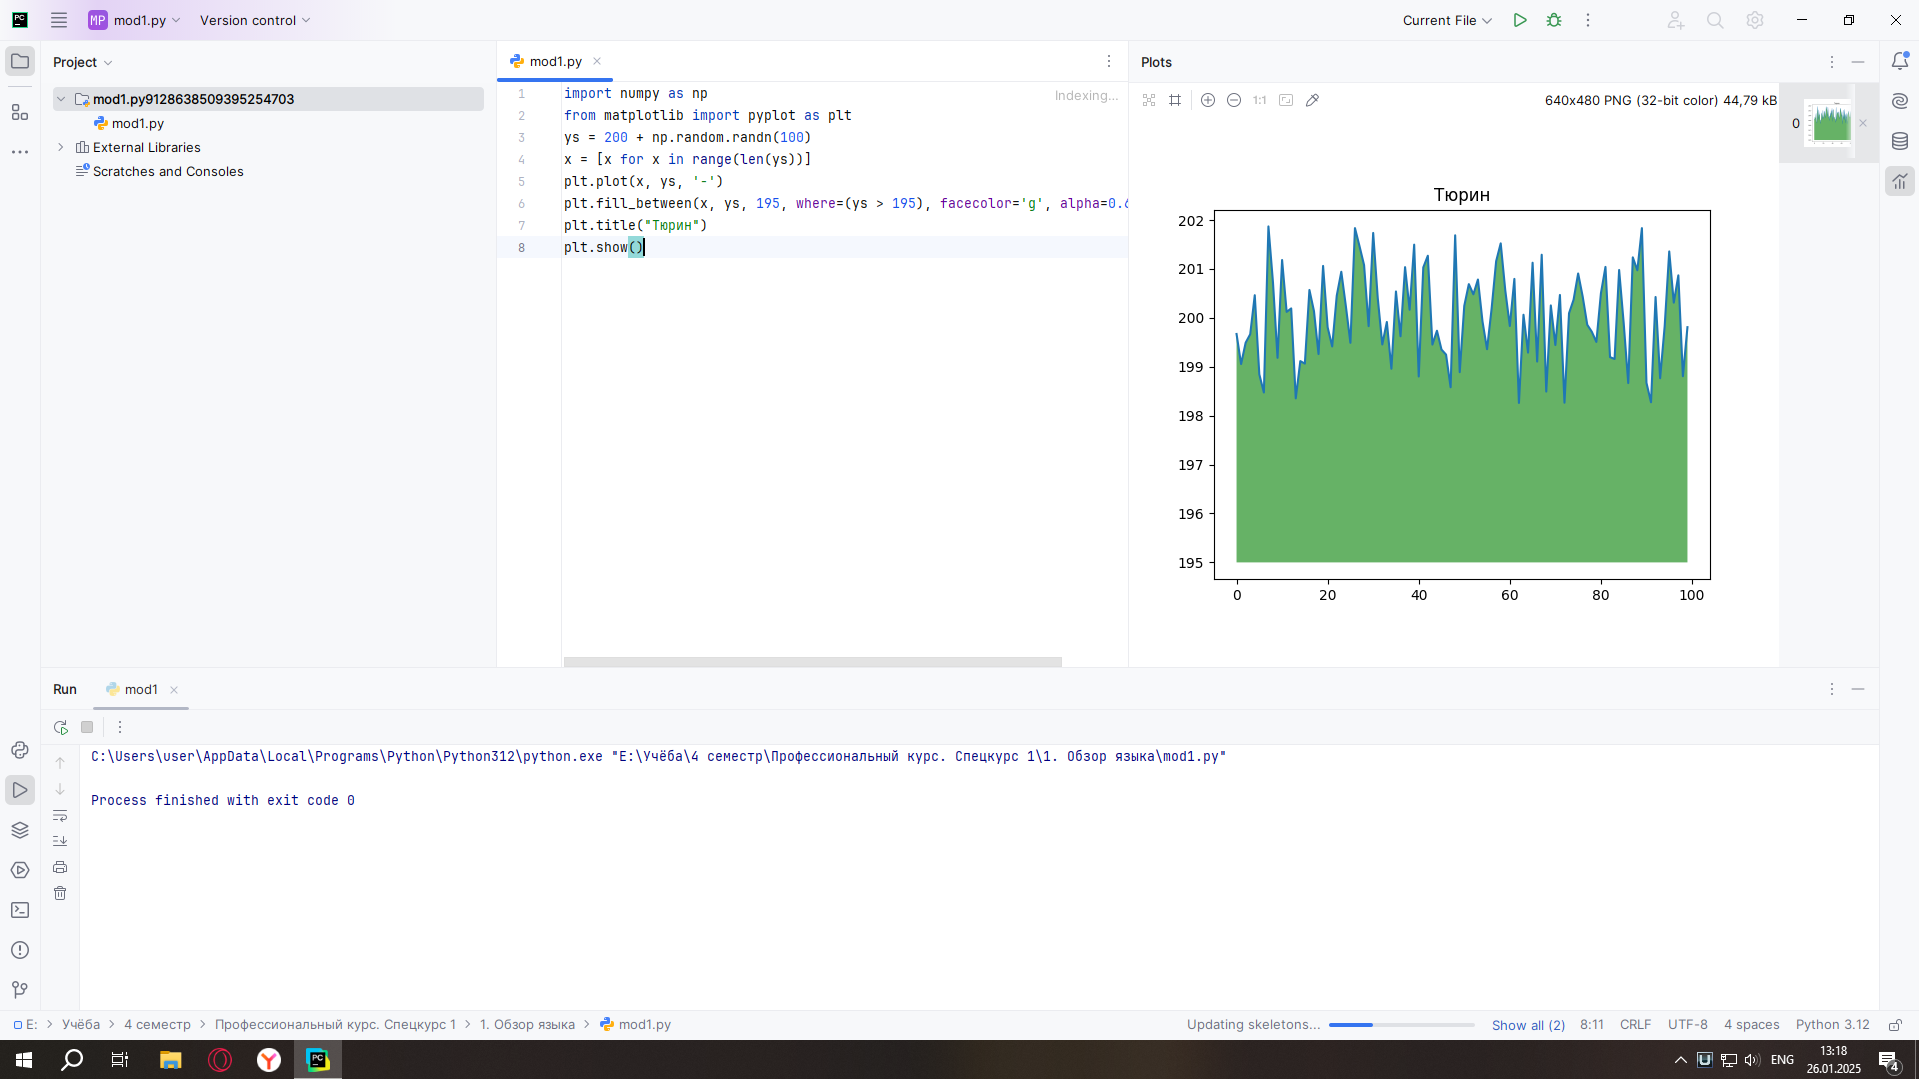 PC
MP
mod1.py
Version control
Current File
Project
mod1.py
Plots
mod1.py9128638509395254703
mod1.py
External Libraries
Scratches and Consoles
Indexing...
1 import numpy as np
2 from matplotlib import pyplot as plt
3 ys = 200 + np.random.randn(100)
4 x = [x for x in range(len(ys))]
5 plt.plot(x, ys, '-')
6 plt.fill_between(x, ys, 195, where=(ys > 195), facecolor='g', alpha=0.6
7 plt.title("Тюрин")
8 plt.show()
1:1
640x480 PNG (32-bit color) 44,79 kB
0
Тюрин
202
201
200
199
198
197
196
195
0 20 40 60 80 100
Run
mod1
C:\Users\user\AppData\Local\Programs\Python\Python312\python.exe "E:\Учёба\4 семестр\Профессиональный курс. Спецкурс 1\1. Обзор языка\mod1.py"
Process finished with exit code 0
E: > Учёба > 4 семестр > Профессиональный курс. Спецкурс 1 > 1. Обзор языка > mod1.py
Updating skeletons...
Show all (2)
8:11
CRLF
UTF-8
4 spaces
Python 3.12
PC
ENG
13:18
26.01.2025
4